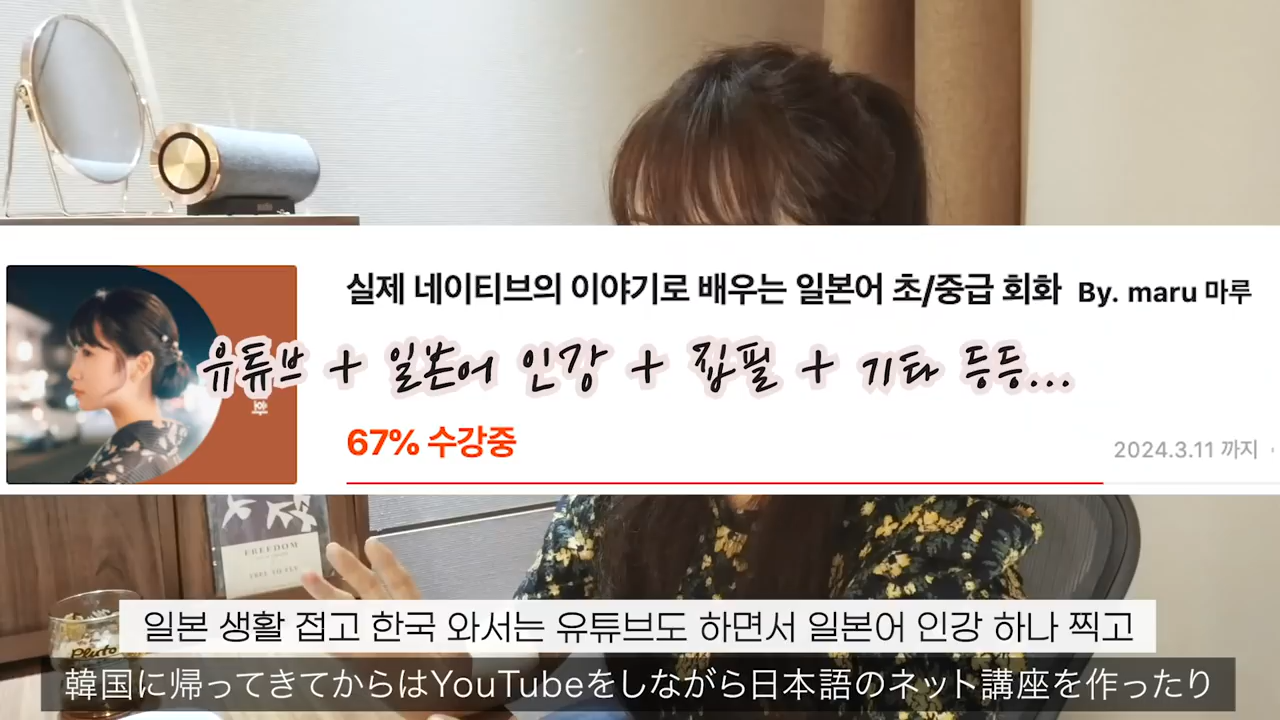 실제 네이티브의 이야기로 배우는 일본어 초/중급 회화 By. maru 마루
유튜브 + 일본어 인강 + 집필 + 기타 등등...
67% 수강중
2024.3.11 까지
FREEDOM
Pluto
일본 생활 접고 한국 와서는 유튜브도 하면서 일본어 인강 하나 찍고
韓国に帰ってきてからはYouTubeをしながら日本語のネット講座を作ったり